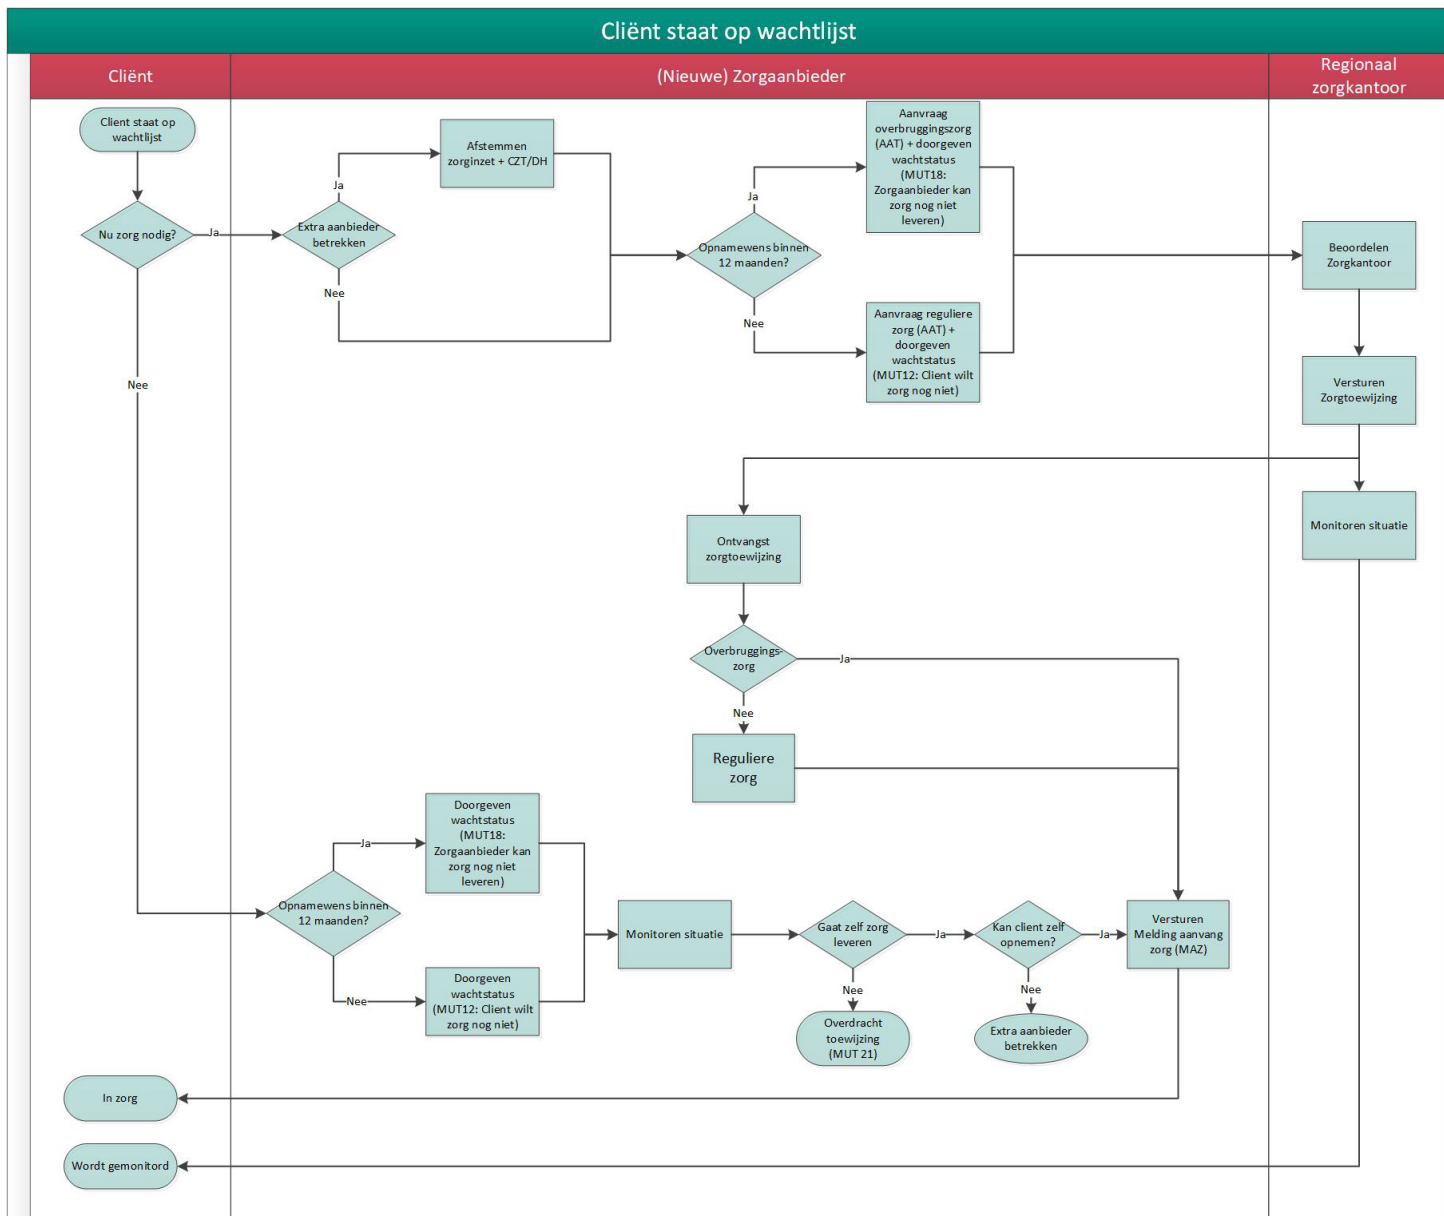 Cliënt staat op wachtlijst
Cliënt
(Nieuwe) Zorgaanbieder
Regionaal
zorgkantoor
Client staat op
wachtlijst
Nu zorg nodig?
Ja
Nee
Extra aanbieder
betrekken
Ja
Nee
Afstemmen
zorginzet + CZT/DH
Opnamewens binnen
12 maanden?
Ja
Nee
Aanvraag
overbruggingszorg
(AAT) + doorgeven
wachtstatus
(MUT18:
Zorgaanbieder kan
zorg nog niet
leveren)
Aanvraag reguliere
zorg (AAT) +
doorgeven
wachtstatus
(MUT12: Client wilt
zorg nog niet)
Beoordelen
Zorgkantoor
Versturen
Zorgtoewijzing
Monitoren situatie
Ontvangst
zorgtoewijzing
Overbruggings-
zorg
Ja
Nee
Reguliere
zorg
Opnamewens binnen
12 maanden?
Ja
Nee
Doorgeven
wachtstatus
(MUT18:
Zorgaanbieder kan
zorg nog niet
leveren)
Doorgeven
wachtstatus
(MUT12: Client wilt
zorg nog niet)
Monitoren situatie
Gaat zelf zorg
leveren
Ja
Nee
Overdracht
toewijzing
(MUT 21)
Kan client zelf
opnemen?
Ja
Nee
Extra aanbieder
betrekken
Versturen
Melding aanvang
zorg (MAZ)
In zorg
Wordt gemonitord